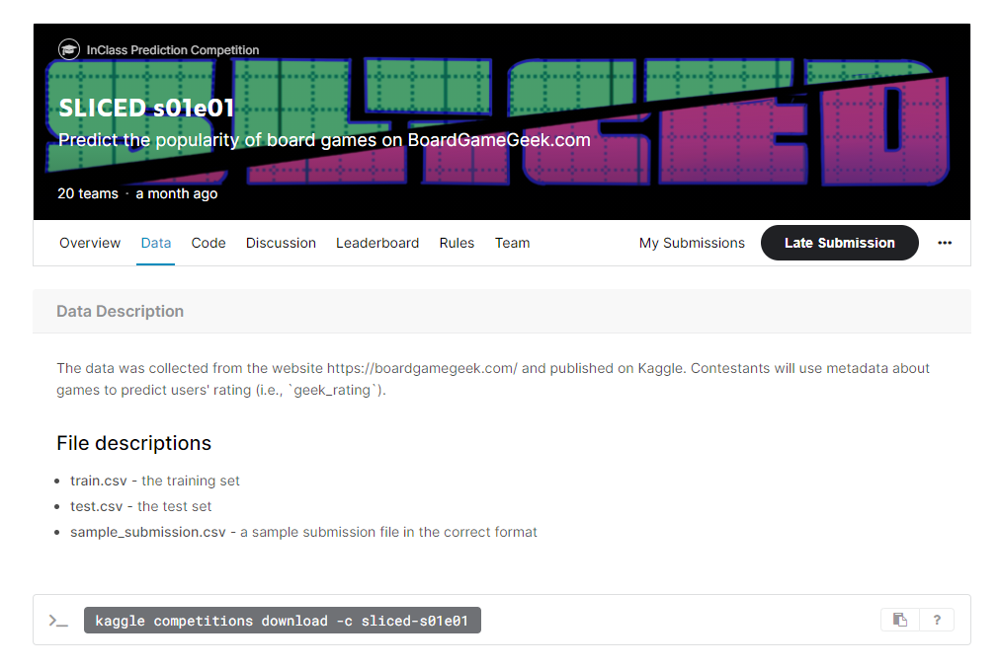 InClass Prediction Competition
SLICED
SLICED s01e01
Predict the popularity of board games on BoardGameGeek.com
20 teams · a month ago
Overview Data Code Discussion Leaderboard Rules Team My Submissions Late Submission
Data Description
The data was collected from the website https://boardgamegeek.com/ and published on Kaggle. Contestants will use metadata about
games to predict users' rating (i.e., `geek_rating`).
File descriptions
• train.csv - the training set
• test.csv - the test set
• sample_submission.csv - a sample submission file in the correct format
>_ kaggle competitions download -c sliced-s01e01 ?